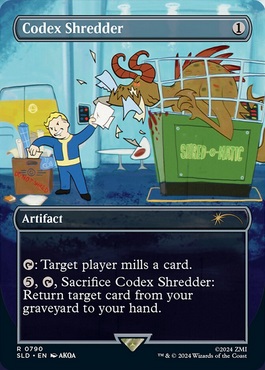 Codex Shredder 1
SHRED-O-MATIC
Artifact
: Target player mills a card.
5, , Sacrifice Codex Shredder:
Return target card from your
graveyard to your hand.
R 0790 ©2024 ZMI
SLD • EN AKQA ™ & © 2024 Wizards of the Coast